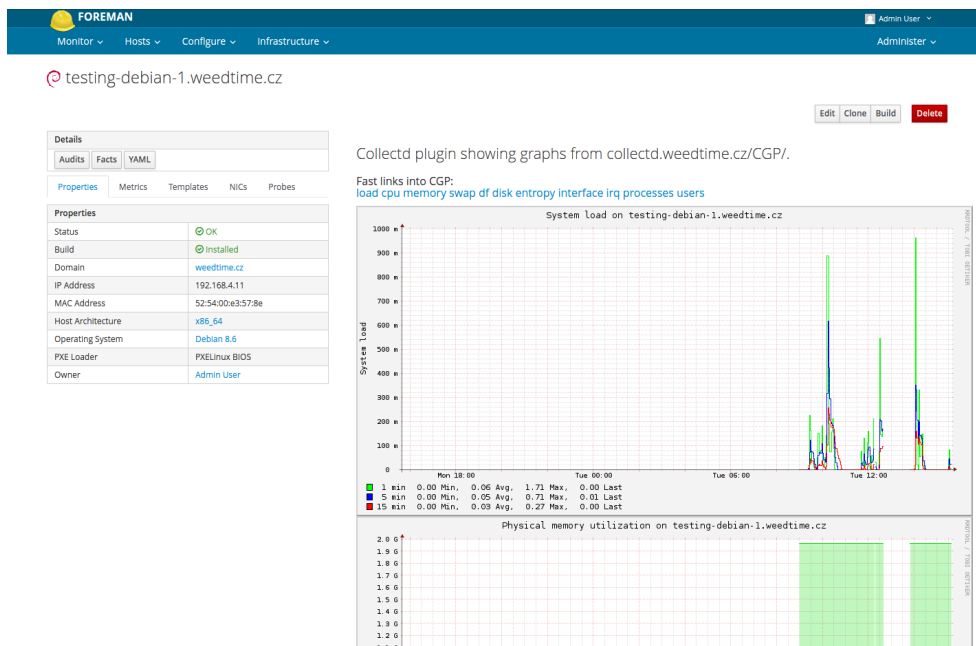 FOREMAN
Admin User
Monitor Hosts Configure Infrastructure Administer
testing-debian-1.weedtime.cz
Edit Clone Build Delete
Details
Audits Facts YAML
Properties Metrics Templates NICs Probes
Properties
Status OK
Build Installed
Domain weedtime.cz
IP Address 192.168.4.11
MAC Address 52:54:00:e3:57:8e
Host Architecture x86_64
Operating System Debian 8.6
PXE Loader PXELinux BIOS
Owner Admin User
Collectd plugin showing graphs from collectd.weedtime.cz/CGP/.
Fast links into CGP:
load cpu memory swap df disk entropy interface irq processes users
System load on testing-debian-1.weedtime.cz
RRDTOOL / TOBI OETIKER
System load
1000 m
900 m
800 m
700 m
600 m
500 m
400 m
300 m
200 m
100 m
0
Mon 18:00 Tue 00:00 Tue 06:00 Tue 12:00
1 min 0.00 Min, 0.06 Avg, 1.71 Max, 0.00 Last
5 min 0.00 Min, 0.05 Avg, 0.71 Max, 0.01 Last
15 min 0.00 Min, 0.03 Avg, 0.27 Max, 0.00 Last
Physical memory utilization on testing-debian-1.weedtime.cz
RRDTOOL / TOBI OETIKER
2.0 G
1.9 G
1.8 G
1.7 G
1.6 G
1.5 G
1.4 G
1.3 G
1.2 G